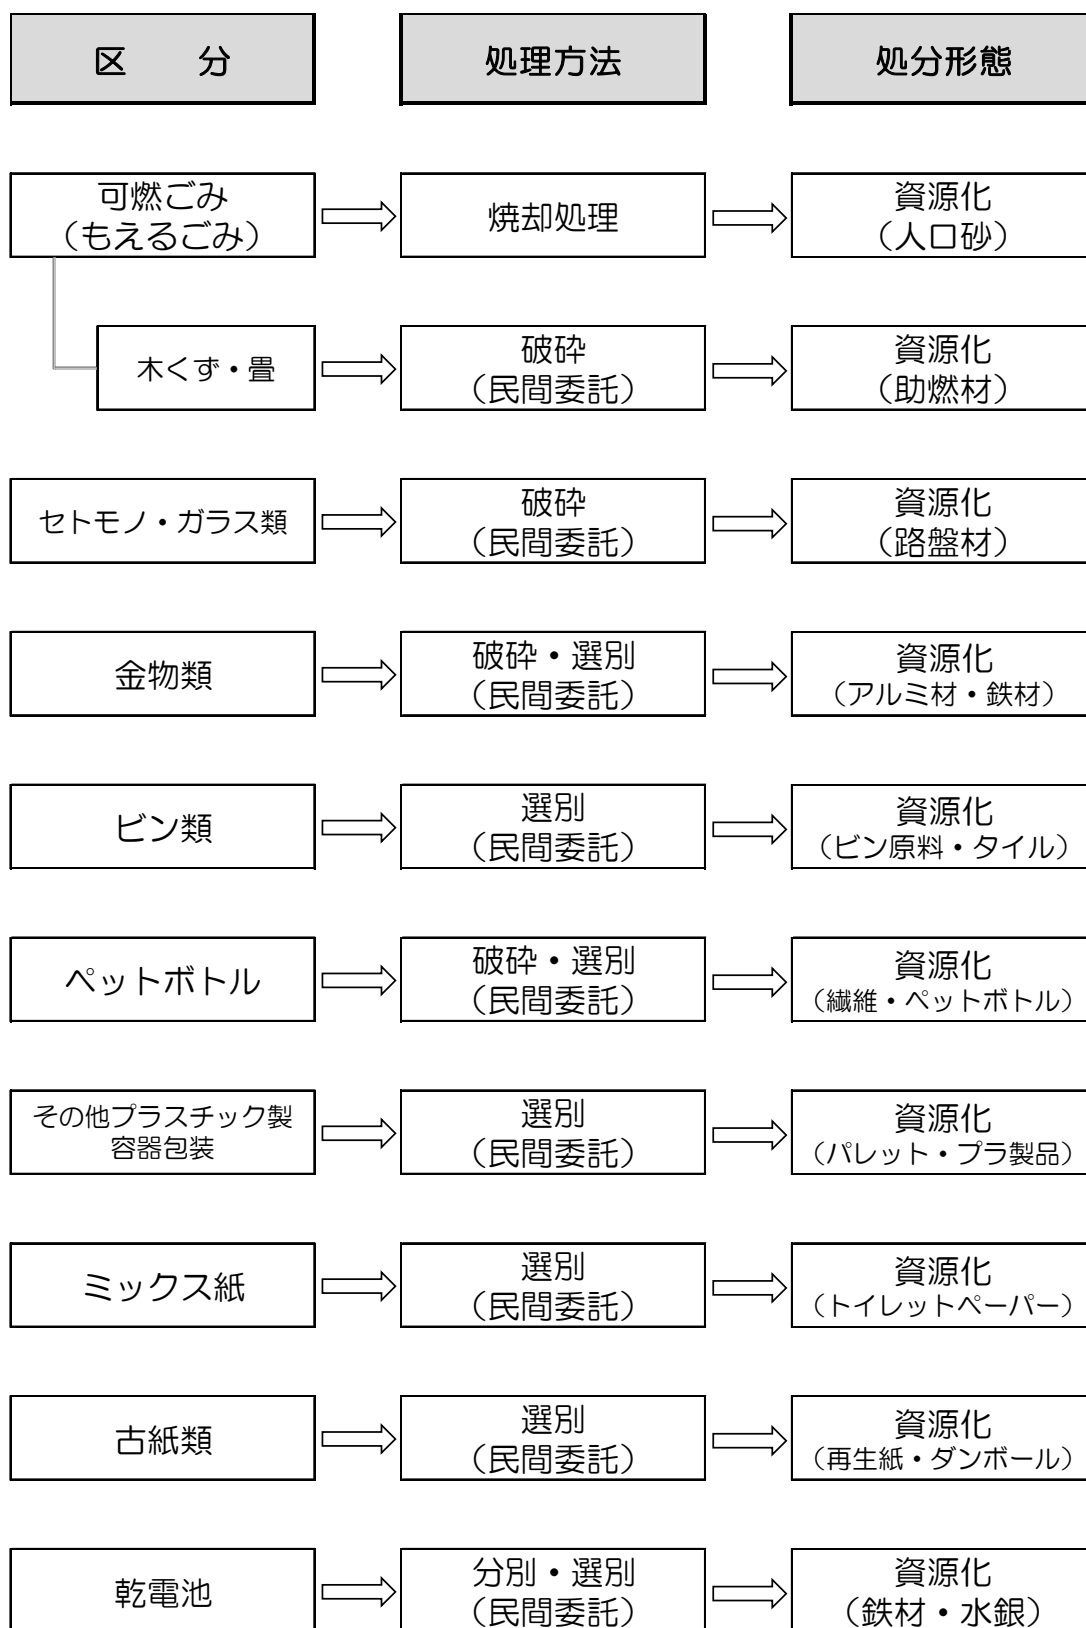 区　分
処理方法
処分形態
可燃ごみ
（もえるごみ）
焼却処理
資源化
（人口砂）
木くず・畳
破砕
（民間委託）
資源化
（助燃材）
セトモノ・ガラス類
破砕
（民間委託）
資源化
（路盤材）
金物類
破砕・選別
（民間委託）
資源化
（アルミ材・鉄材）
ビン類
選別
（民間委託）
資源化
（ビン原料・タイル）
ペットボトル
破砕・選別
（民間委託）
資源化
（繊維・ペットボトル）
その他プラスチック製
容器包装
選別
（民間委託）
資源化
（パレット・プラ製品）
ミックス紙
選別
（民間委託）
資源化
（トイレットペーパー）
古紙類
選別
（民間委託）
資源化
（再生紙・ダンボール）
乾電池
分別・選別
（民間委託）
資源化
（鉄材・水銀）